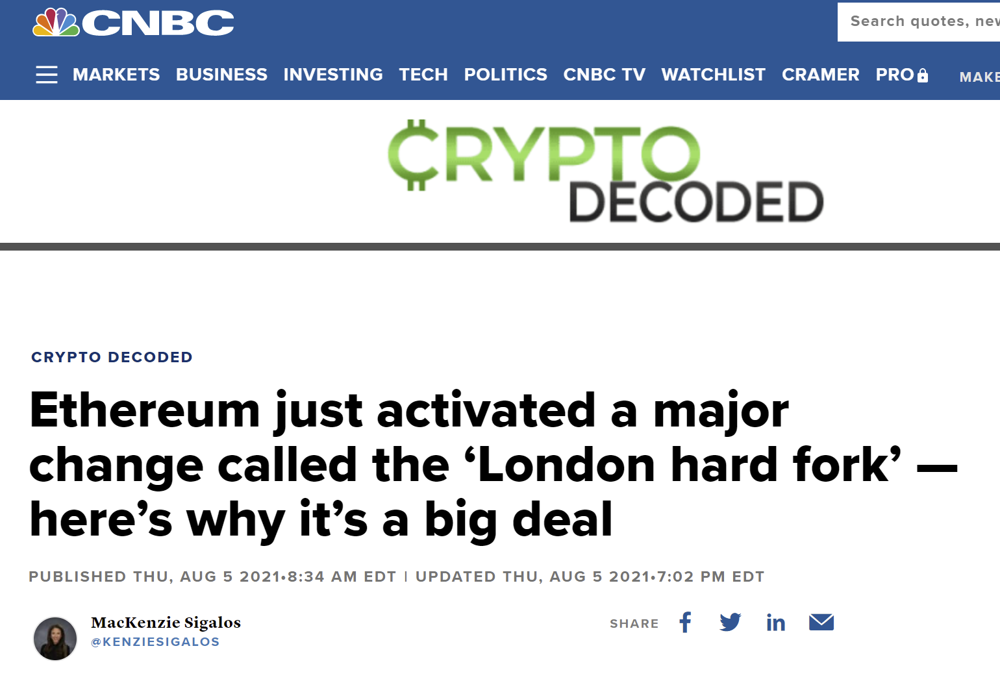 CNBC
Search quotes, new
MARKETS BUSINESS INVESTING TECH POLITICS CNBC TV WATCHLIST CRAMER PRO MAKE
CRYPTO
DECODED
CRYPTO DECODED
Ethereum just activated a major
change called the ‘London hard fork’ —
here’s why it’s a big deal
PUBLISHED THU, AUG 5 2021•8:34 AM EDT | UPDATED THU, AUG 5 2021•7:02 PM EDT
MacKenzie Sigalos
@KENZIESIGALOS
SHARE